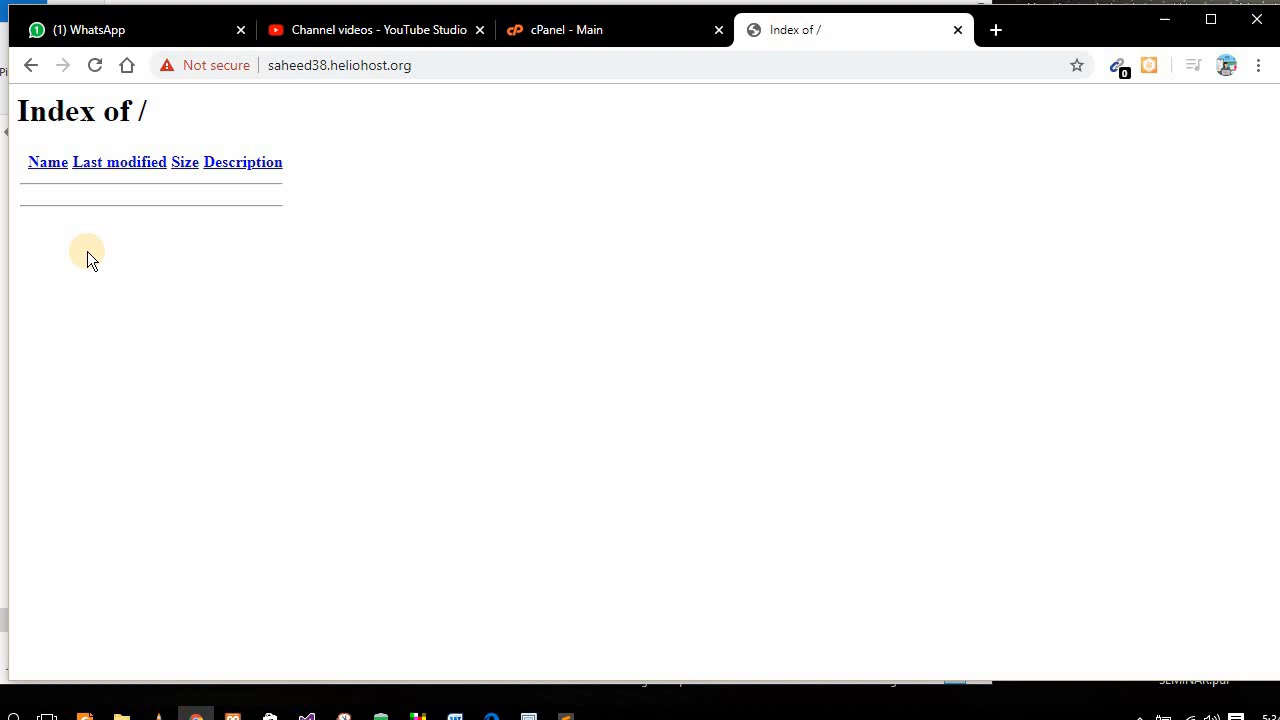 (1) WhatsApp
Channel videos - YouTube Studio
cPanel - Main
Index of /
Not secure
saheed38.heliohost.org
0
Index of /
Name Last modified Size Description